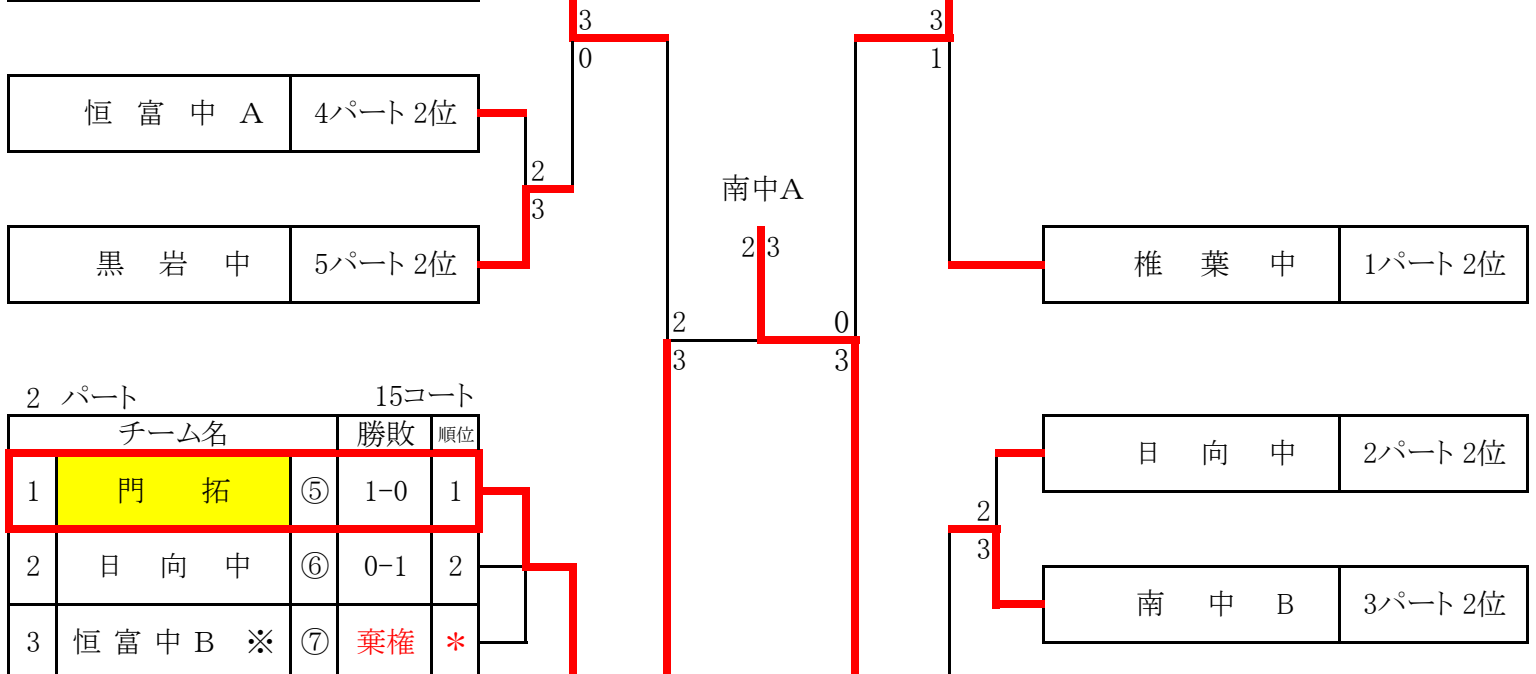 3 3
0 1
恒 富 中 A 4パート 2位
2
3
南中A
黒 岩 中 5パート 2位
2 3
椎 葉 中 1パート 2位
2 0
3 3
2 パート 15コート
チーム名 勝敗 順位
1 門 拓 ⑤ 1-0 1
2 日 向 中 ⑥ 0-1 2
3 恒 富 中 B ※ ⑦ 棄権 *
日 向 中 2パート 2位
2
3
南 中 B 3パート 2位